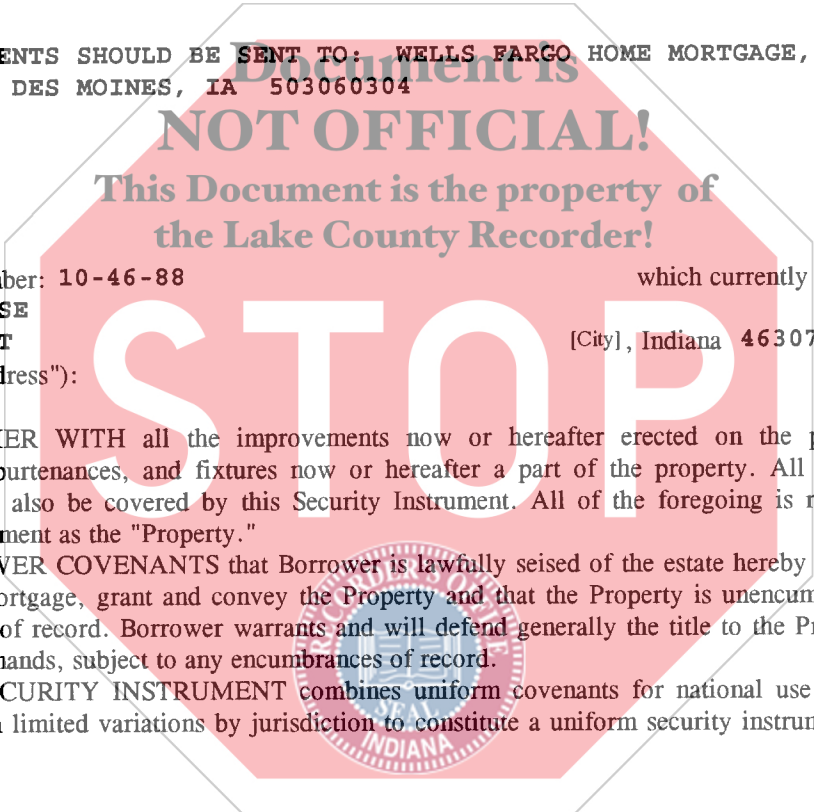 ENTS SHOULD BE SENT TO: WELLS FARGO HOME MORTGAGE,
DES MOINES, IA 503060304
Document is
NOT OFFICIAL!
This Document is the property of
the Lake County Recorder!
ber: 10-46-88 which currently
SE
T [City], Indiana 46307
dress"):
STOP
ER WITH all the improvements now or hereafter erected on the p
purtenances, and fixtures now or hereafter a part of the property. All
also be covered by this Security Instrument. All of the foregoing is r
ment as the "Property."
VER COVENANTS that Borrower is lawfully seised of the estate hereby
ortgage, grant and convey the Property and that the Property is unencum
of record. Borrower warrants and will defend generally the title to the Pr
nands, subject to any encumbrances of record.
CURITY INSTRUMENT combines uniform covenants for national use
limited variations by jurisdiction to constitute a uniform security instrum
RECORDER'S OFFICE
SEAL
INDIANA